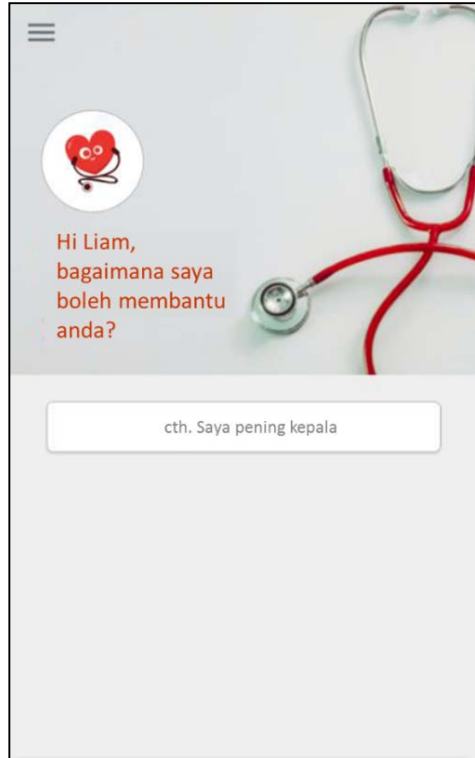 Hi Liam,
bagaimana saya
boleh membantu
anda?
cth. Saya pening kepala